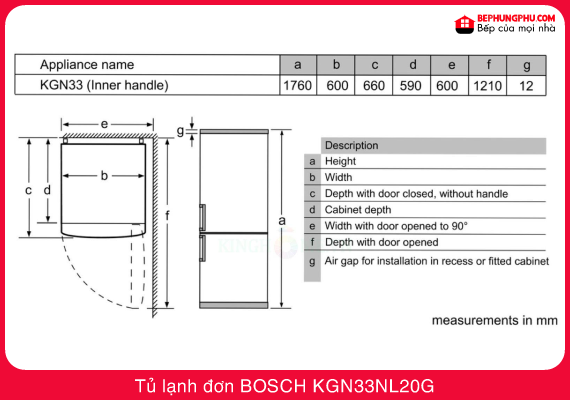 BEPHUNGPHU.COM
Bếp của mọi nhà
Appliance name a b c d e f g
KGN33 (Inner handle) 1760 600 660 590 600 1210 12
e
g
c d b f a
Description
a Height
b Width
c Depth with door closed, without handle
d Cabinet depth
e Width with door opened to 90°
f Depth with door opened
g Air gap for installation in recess or fitted cabinet
measurements in mm
Tủ lạnh đơn BOSCH KGN33NL20G